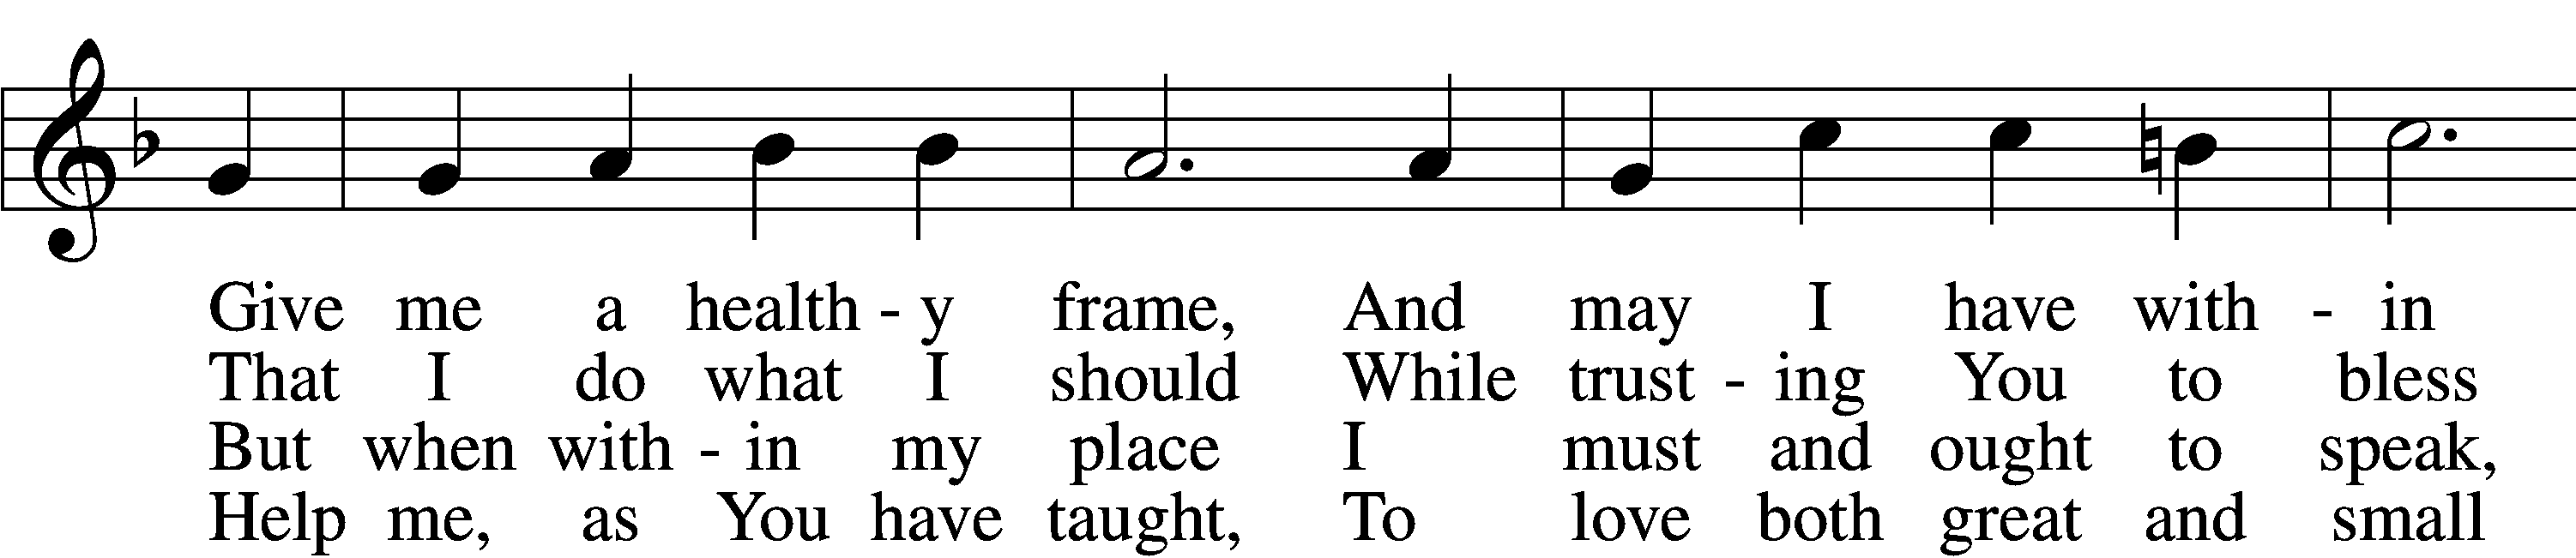 Give me a health - y frame, And may I have with - in
That I do what I should While trust - ing You to bless
But when with - in my place I must and ought to speak,
Help me, as You have taught, To love both great and small